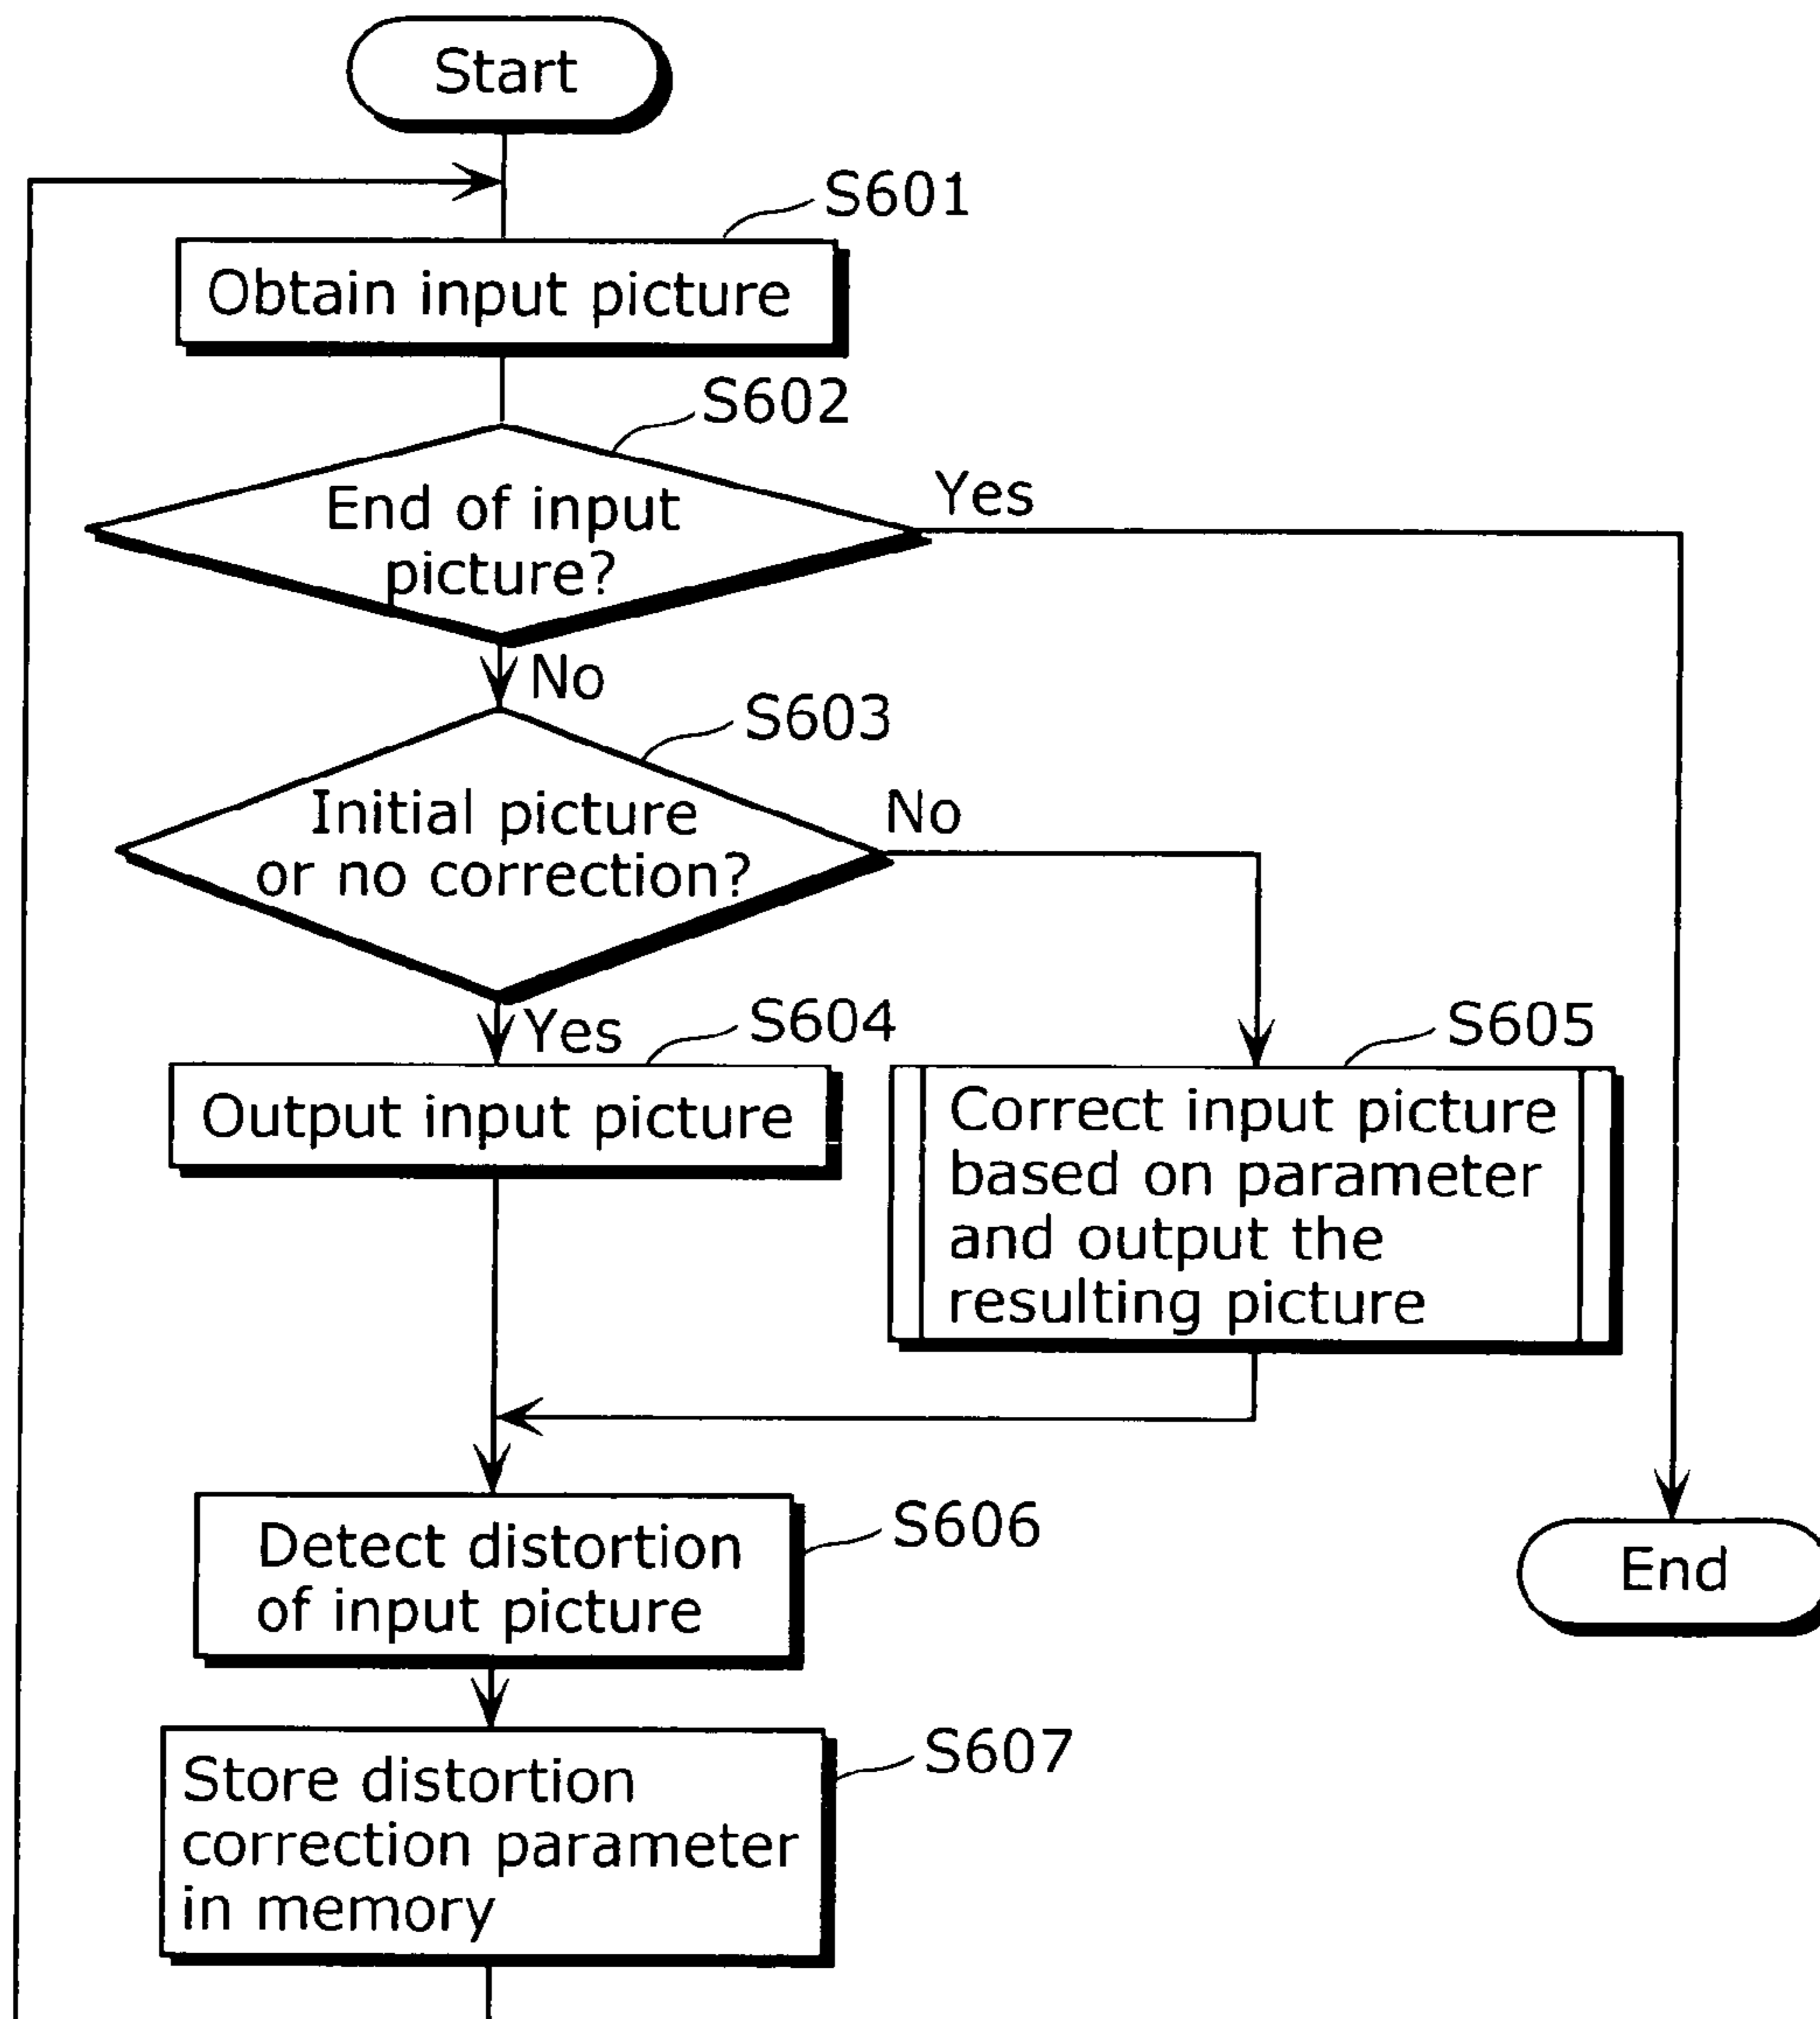 Start
S601
Obtain input picture
S602
End of input
picture?
Yes
No
S603
Initial picture
or no correction?
No
Yes
S604
Output input picture
S605
Correct input picture
based on parameter
and output the
resulting picture
Detect distortion
of input picture
S606
End
Store distortion
correction parameter
in memory
S607